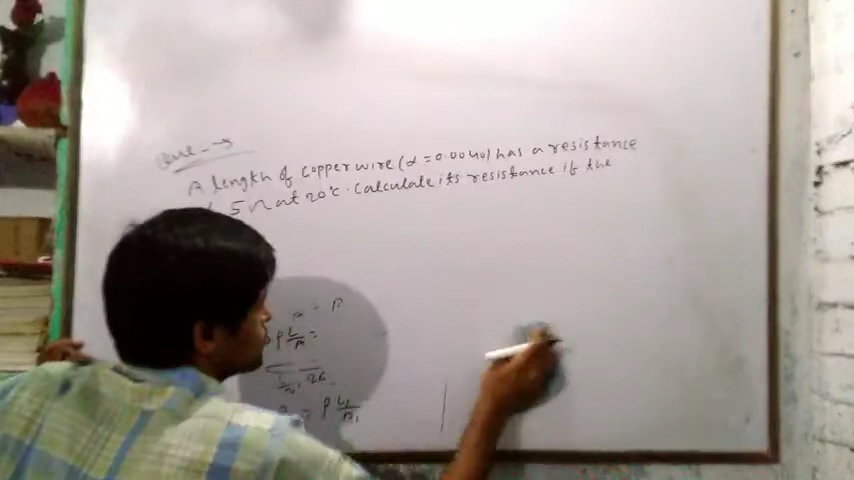 Que →
A length of copper wire (α = 0.0040) has a resistance
of 5 Ω at 20°C. Calculate its resistance if the
= R
ρ L/A =
= ρ L₁/A₁